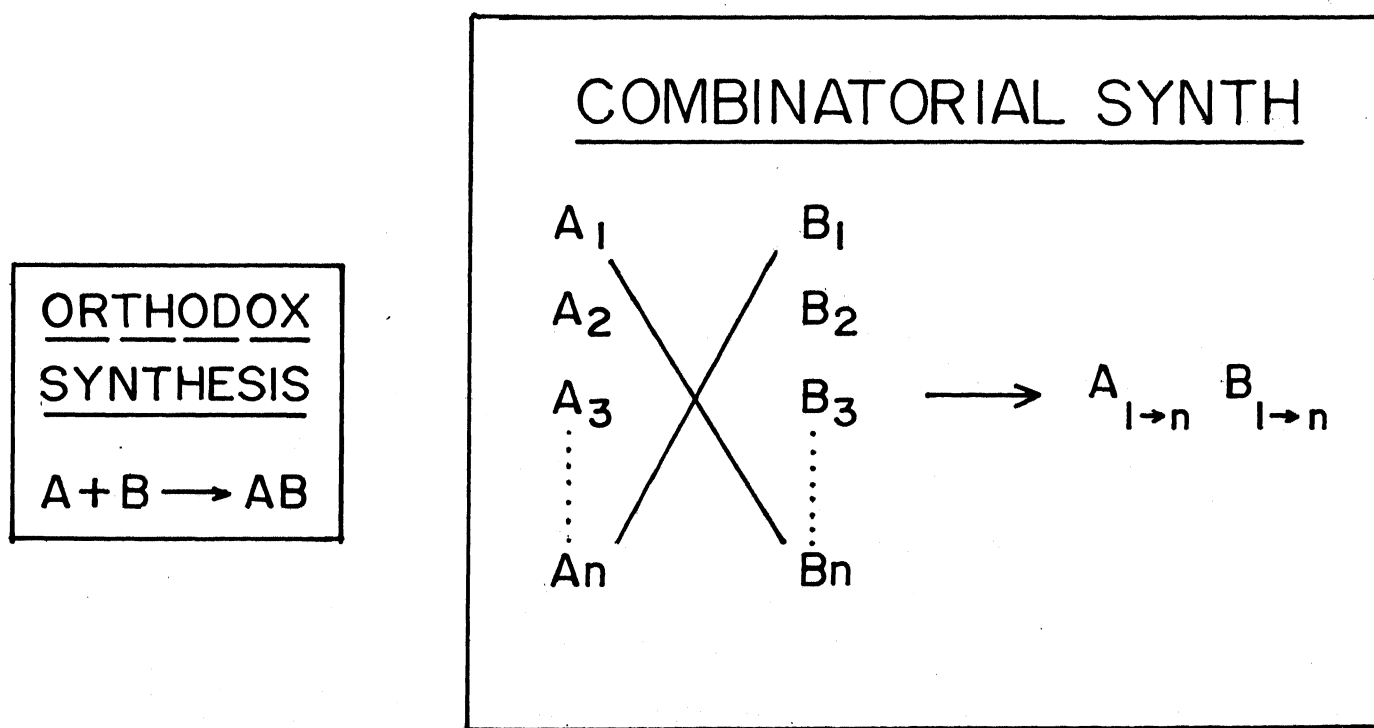 ORTHODOX
SYNTHESIS
A + B → AB
COMBINATORIAL SYNTH
A₁ B₁
A₂ B₂
A₃ B₃ → A₁→n B₁→n
An Bn